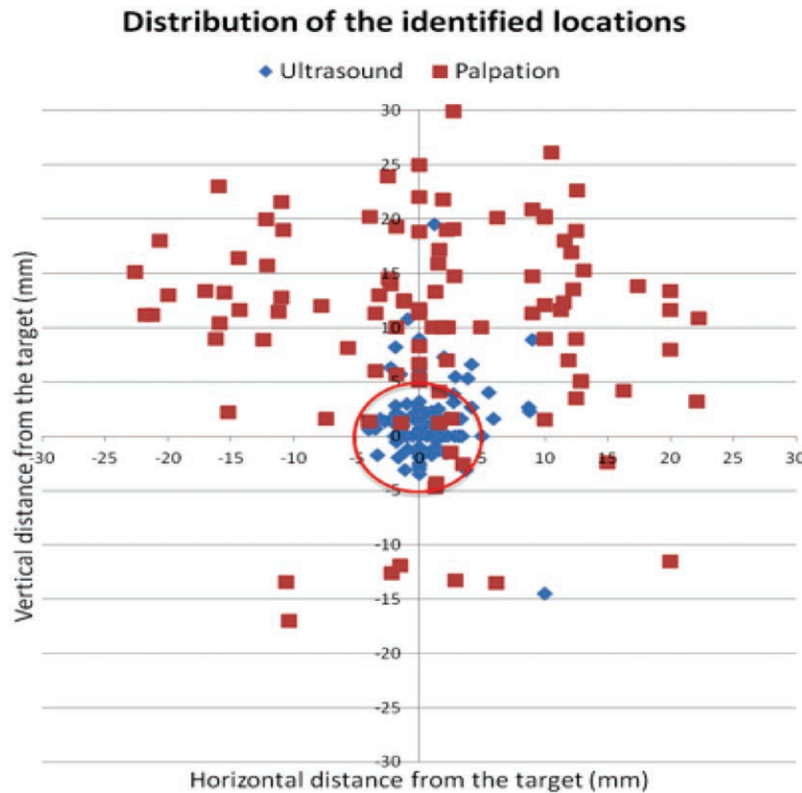 Distribution of the identified locations
Ultrasound Palpation
30
25
20
15
10
5
0
-30 -25 -20 -15 -10 -5 0 5 10 15 20 25 30
-5
-10
-15
-20
-25
-30
Vertical distance from the target (mm)
Horizontal distance from the target (mm)